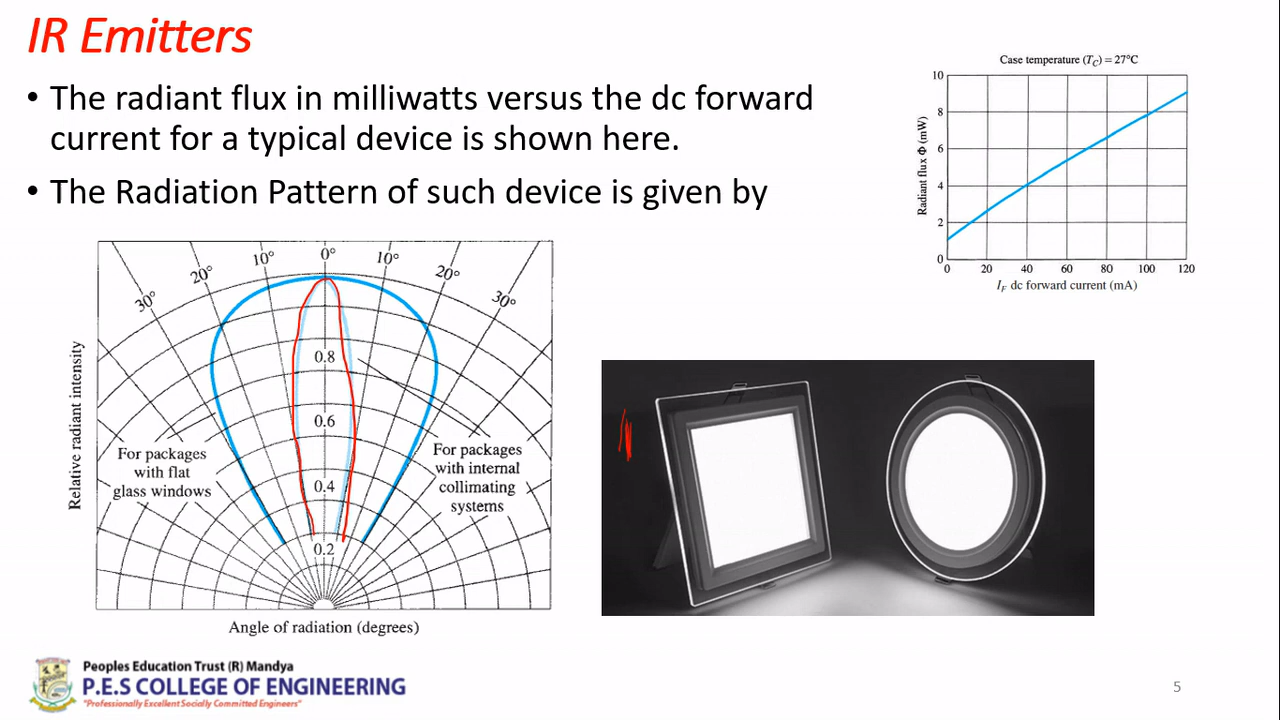 IR Emitters
• The radiant flux in milliwatts versus the dc forward
current for a typical device is shown here.
• The Radiation Pattern of such device is given by
Case temperature (TC) = 27°C
10
8
6
4
2
0
Radiant flux Φ (mW)
0 20 40 60 80 100 120
IF dc forward current (mA)
30° 20° 10° 0° 10° 20° 30°
Relative radiant intensity
0.8
0.6
0.4
0.2
For packages
with flat
glass windows
For packages
with internal
collimating
systems
Angle of radiation (degrees)
Peoples Education Trust (R) Mandya
P.E.S COLLEGE OF ENGINEERING
"Professionally Excellent Socially Committed Engineers"
5